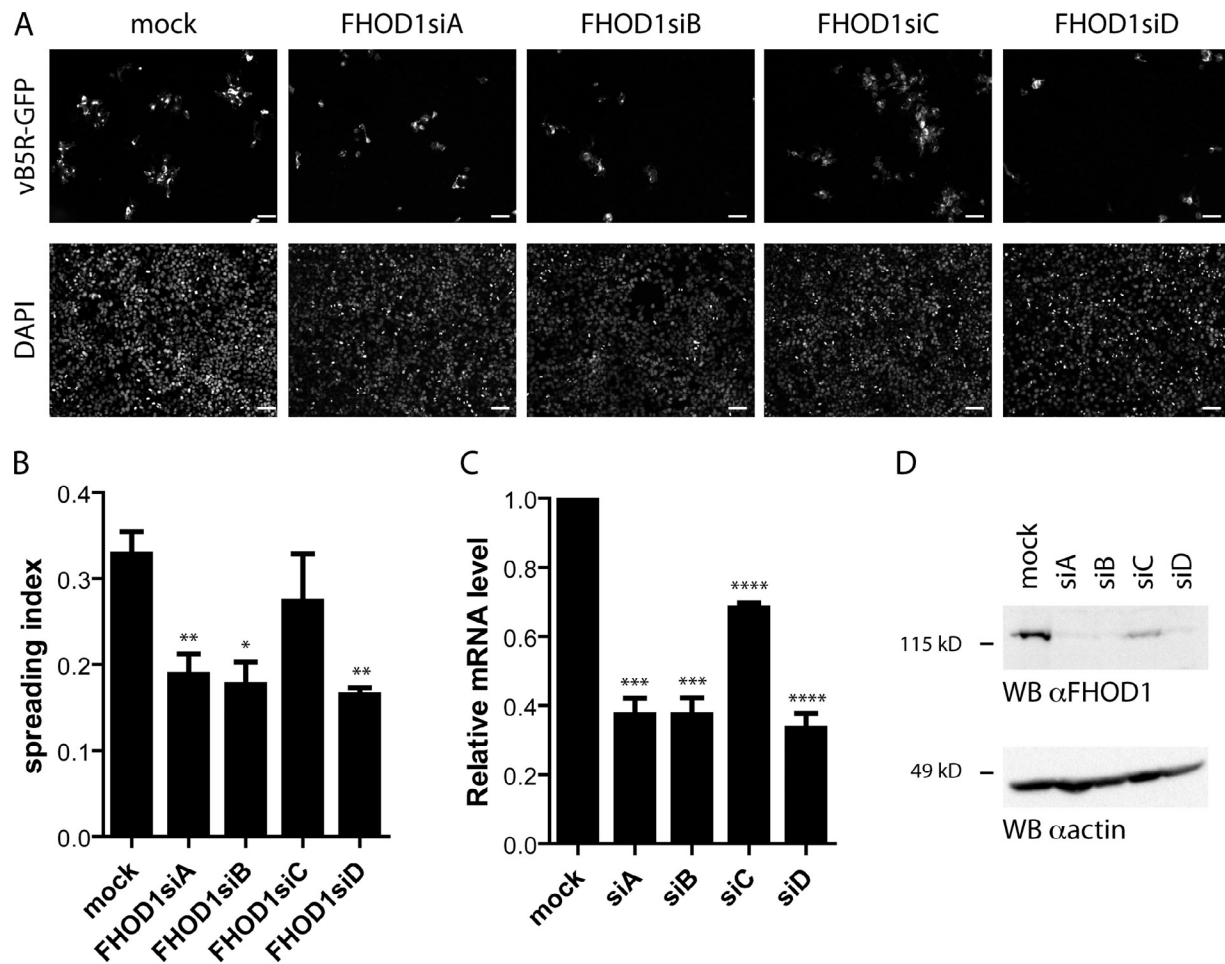 A
mock
FHOD1siA
FHOD1siB
FHOD1siC
FHOD1siD
vB5R-GFP
DAPI
B
spreading index
0.4
0.3
0.2
0.1
0.0
**
*
**
mock
FHOD1siA
FHOD1siB
FHOD1siC
FHOD1siD
C
Relative mRNA level
1.0
0.8
0.6
0.4
0.2
0.0
***
***
****
****
mock
siA
siB
siC
siD
D
mock
siA
siB
siC
siD
115 kD
WB αFHOD1
49 kD
WB αactin